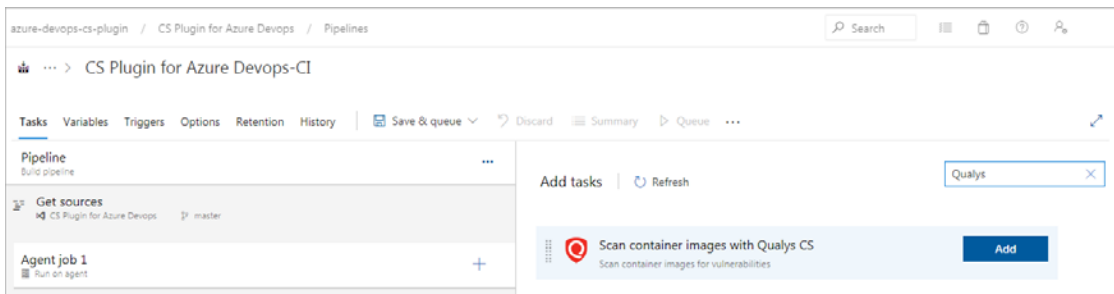 azure-devops-cs-plugin / CS Plugin for Azure Devops / Pipelines
Search
... > CS Plugin for Azure Devops-CI
Tasks Variables Triggers Options Retention History Save & queue Discard Summary Queue ...
Pipeline
Build pipeline
Get sources
CS Plugin for Azure Devops master
Agent job 1
Run on agent
Add tasks Refresh
Qualys
Scan container images with Qualys CS
Scan container images for vulnerabilities
Add